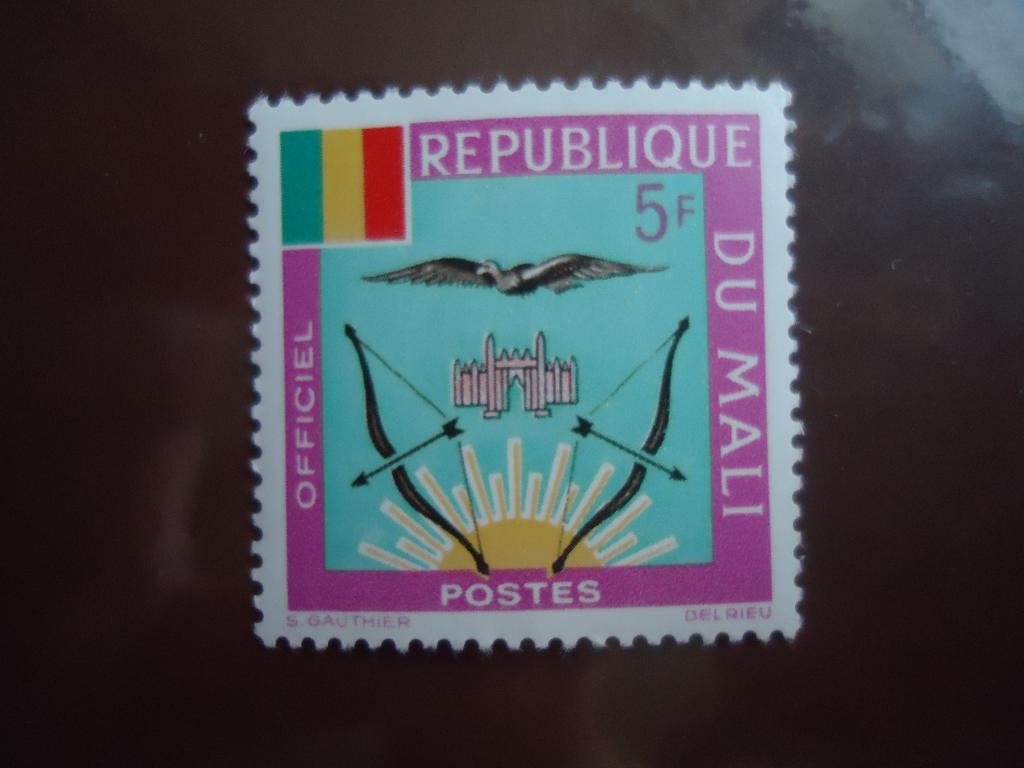 REPUBLIQUE
DU MALI
5F
OFFICIEL
POSTES
S. GAUTHIER
DELRIEU